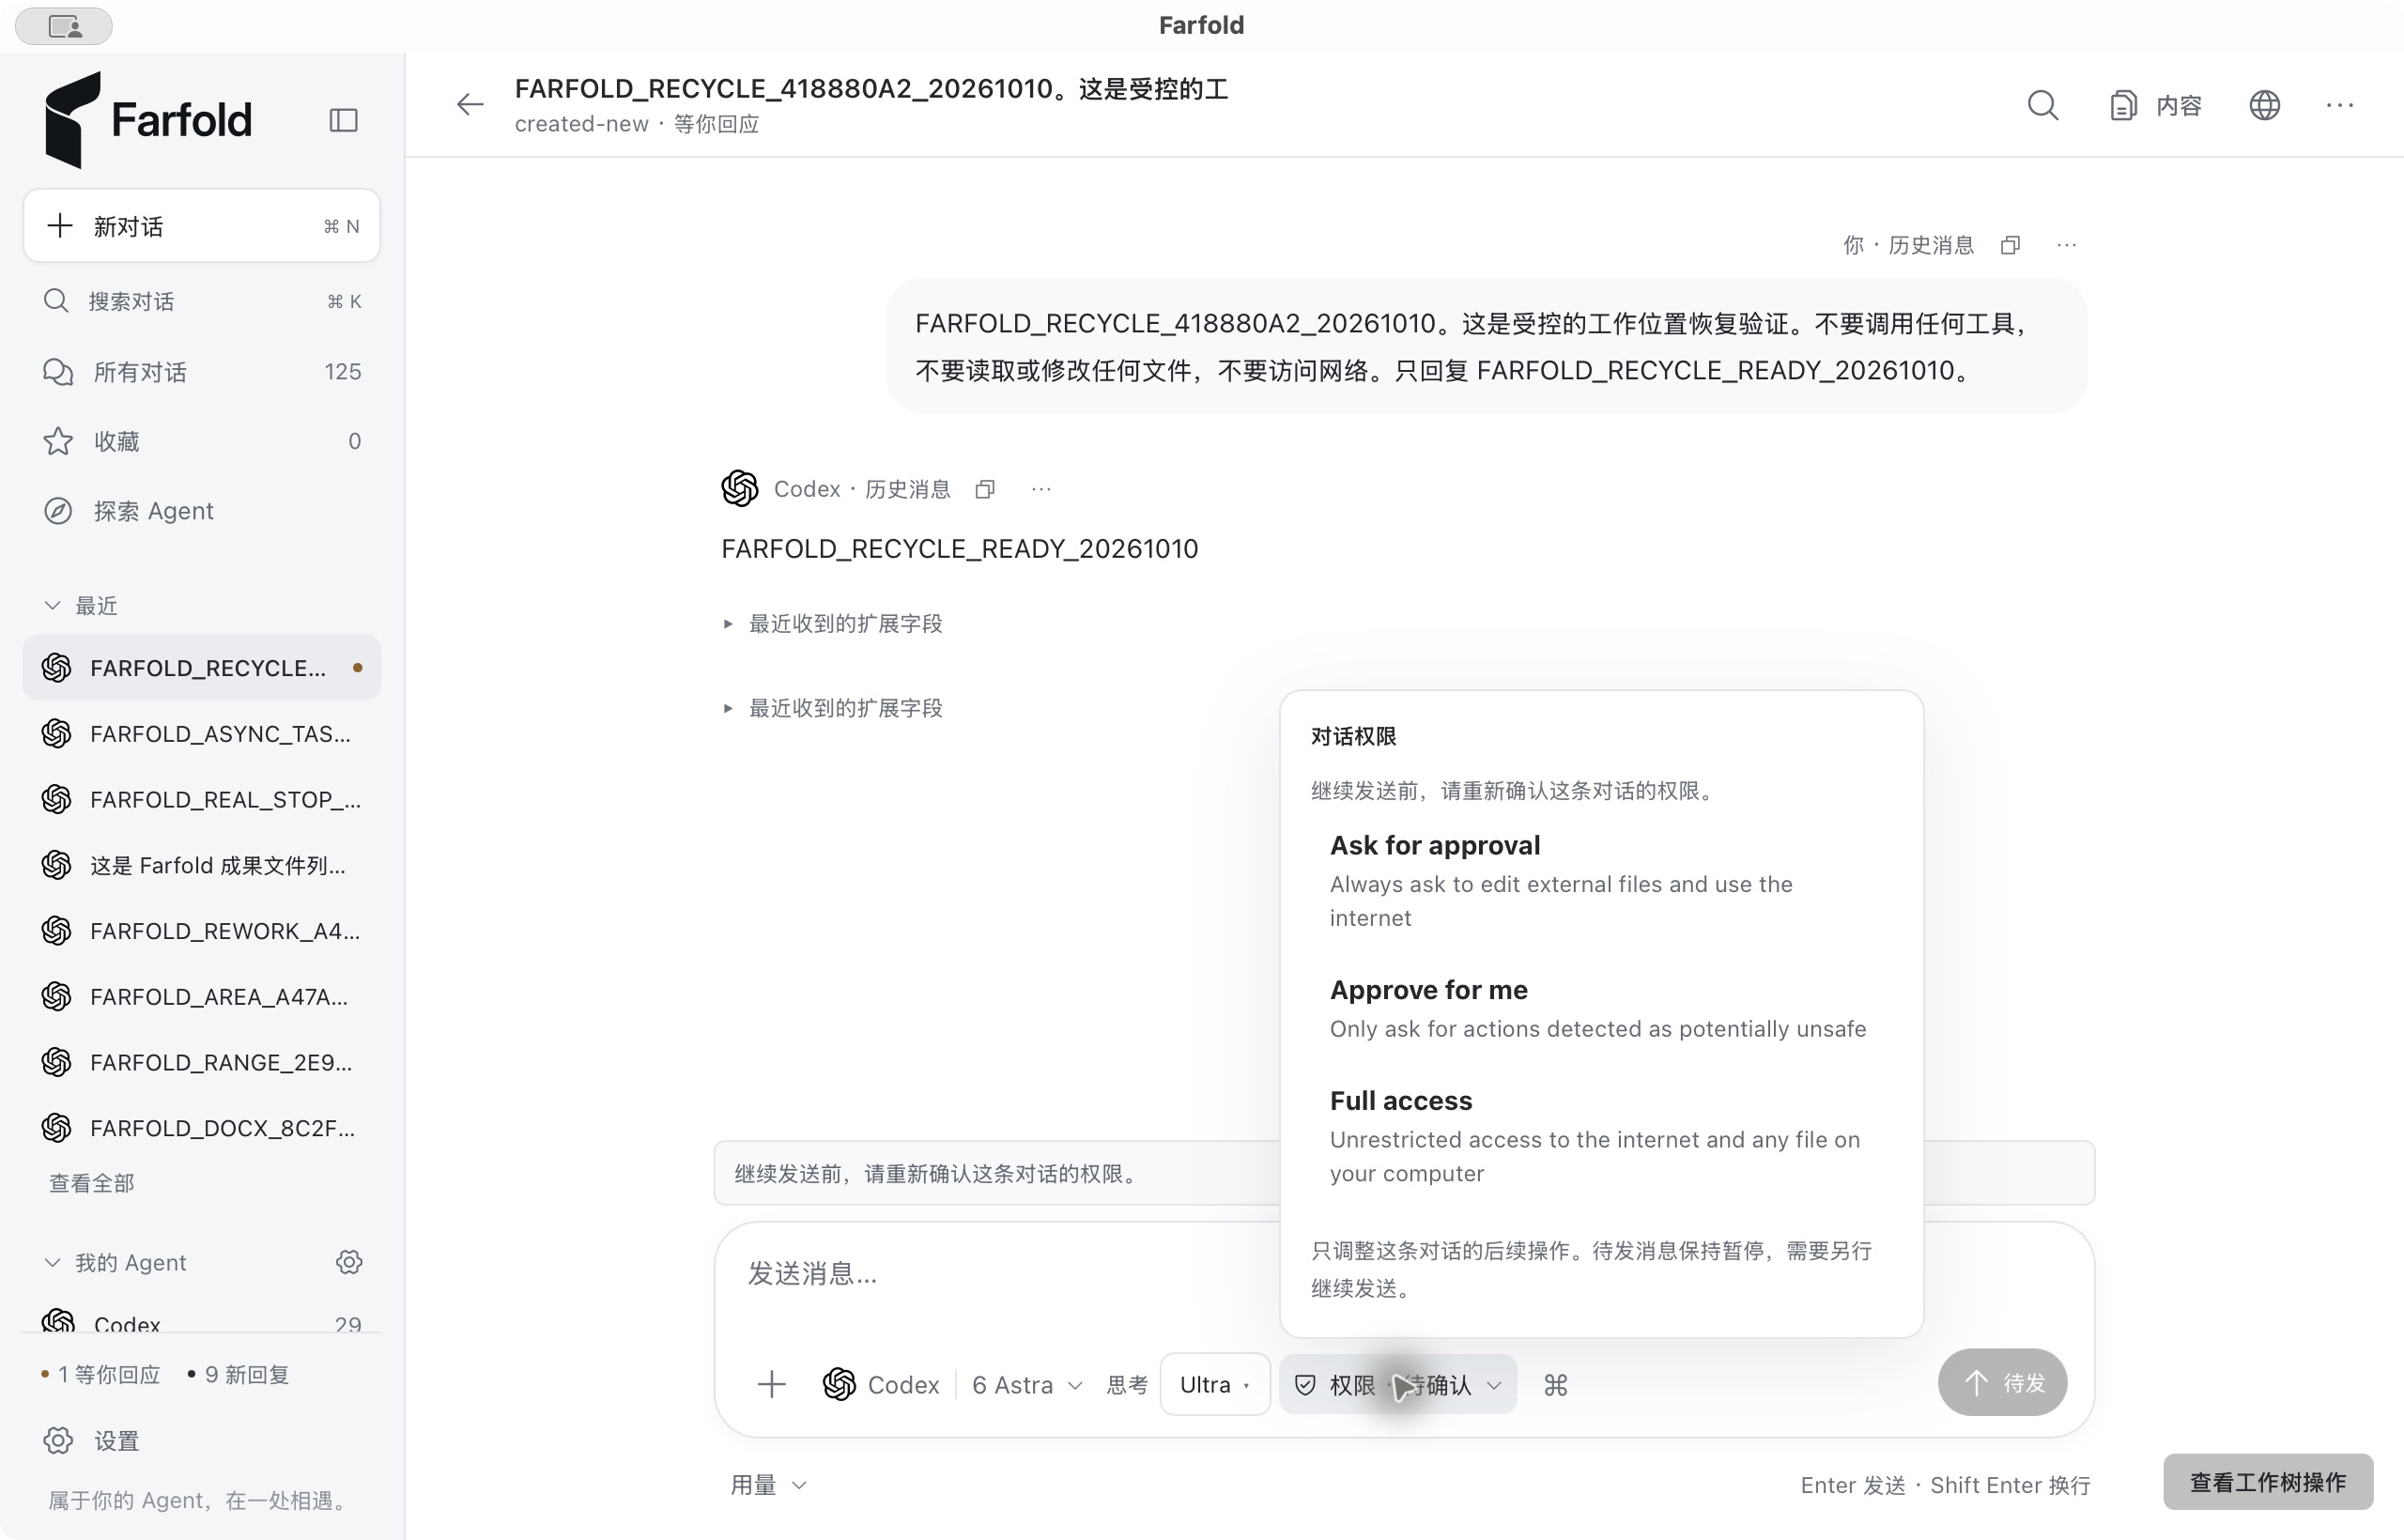 Farfold
Farfold
新对话
⌘ N
搜索对话
⌘ K
所有对话
125
收藏
0
探索 Agent
最近
FARFOLD_RECYCLE...
FARFOLD_ASYNC_TAS...
FARFOLD_REAL_STOP_...
这是 Farfold 成果文件列...
FARFOLD_REWORK_A4...
FARFOLD_AREA_A47A...
FARFOLD_RANGE_2E9...
FARFOLD_DOCX_8C2F...
查看全部
我的 Agent
Codex
29
1 等你回应
9 新回复
设置
属于你的 Agent，在一处相遇。
FARFOLD_RECYCLE_418880A2_20261010。这是受控的工
created-new · 等你回应
内容
你 · 历史消息
FARFOLD_RECYCLE_418880A2_20261010。这是受控的工作位置恢复验证。不要调用任何工具，
不要读取或修改任何文件，不要访问网络。只回复 FARFOLD_RECYCLE_READY_20261010。
Codex · 历史消息
FARFOLD_RECYCLE_READY_20261010
最近收到的扩展字段
最近收到的扩展字段
对话权限
继续发送前，请重新确认这条对话的权限。
Ask for approval
Always ask to edit external files and use the
internet
Approve for me
Only ask for actions detected as potentially unsafe
Full access
Unrestricted access to the internet and any file on
your computer
只调整这条对话的后续操作。待发消息保持暂停，需要另行
继续发送。
继续发送前，请重新确认这条对话的权限。
发送消息...
Codex
6 Astra
思考
Ultra
权限 · 待确认
⌘
待发
用量
Enter 发送 · Shift Enter 换行
查看工作树操作